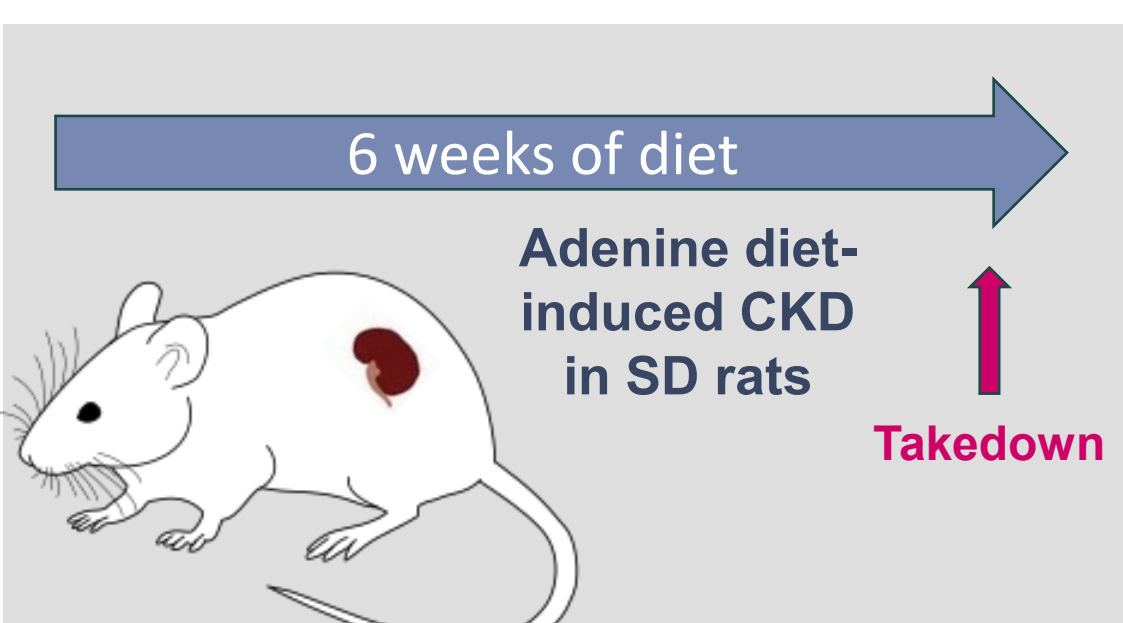 6 weeks of diet
Adenine diet-
induced CKD
in SD rats
Takedown